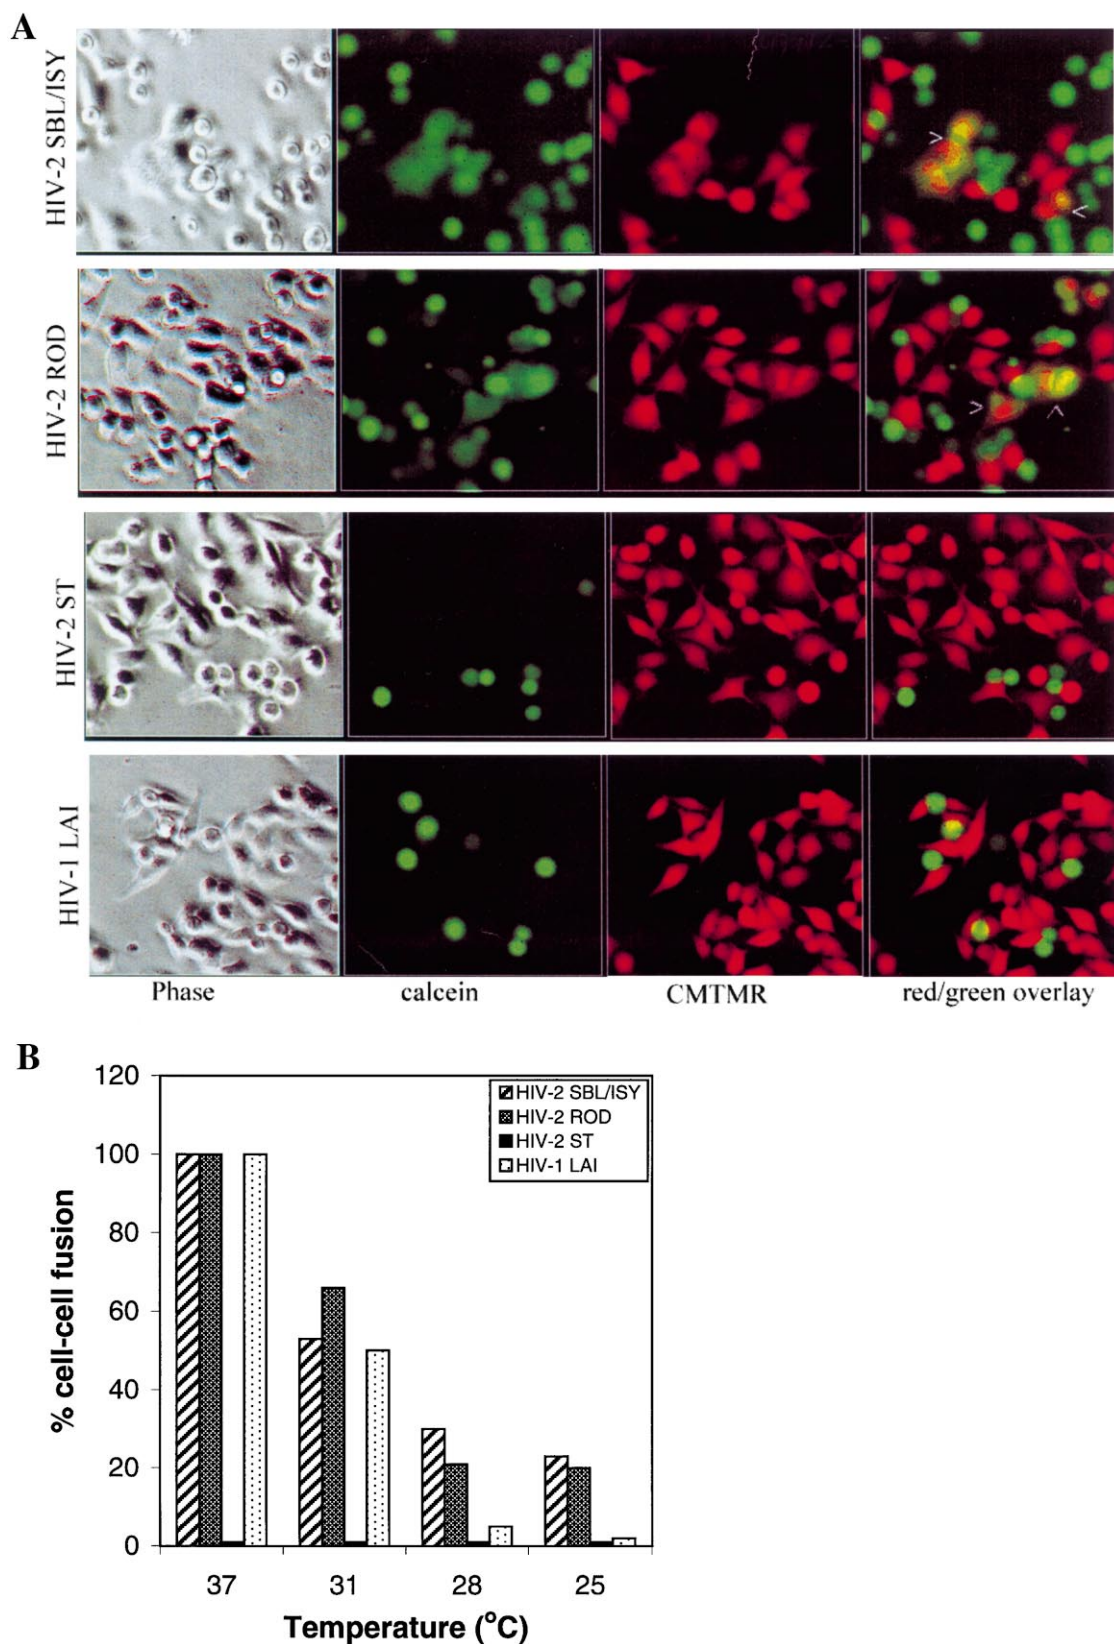 A
HIV-2 SBL/ISY
HIV-2 ROD
HIV-2 ST
HIV-1 LAI
Phase
calcein
CMTMR
red/green overlay
B
120
100
80
60
40
20
0
% cell-cell fusion
HIV-2 SBL/ISY
HIV-2 ROD
HIV-2 ST
HIV-1 LAI
37 31 28 25
Temperature (°C)